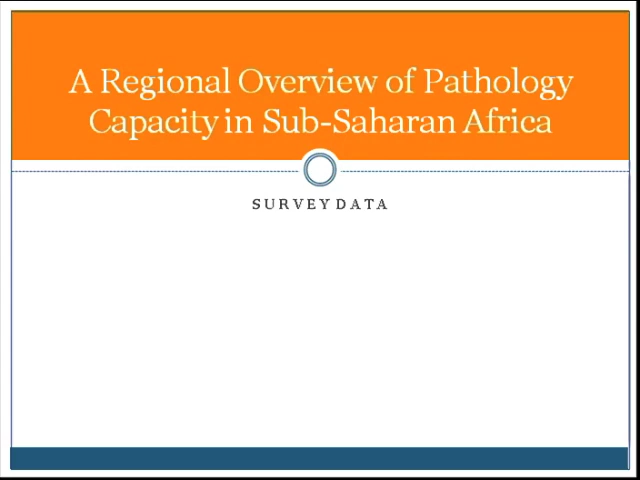 A Regional Overview of Pathology
Capacity in Sub-Saharan Africa
SURVEY DATA